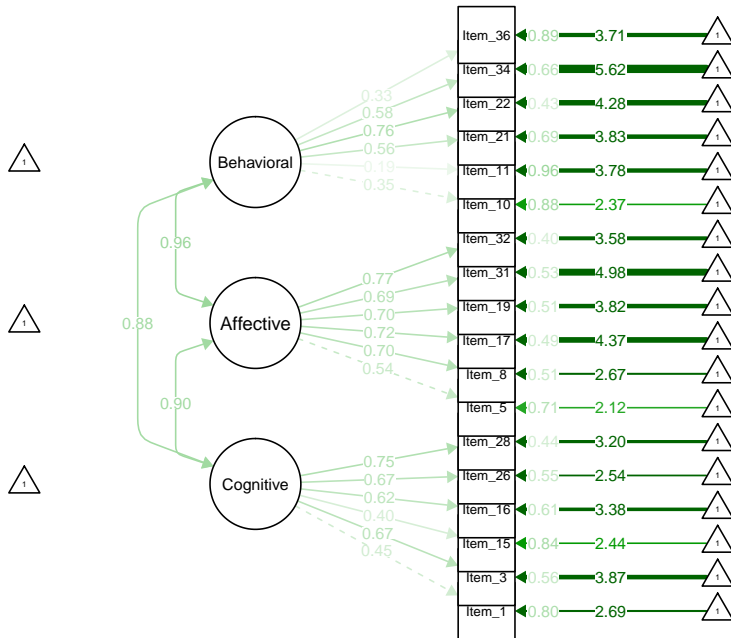 Item_36 0.89 3.71 1
0.33
Item_34 0.66 5.62 1
0.58
Item_22 0.43 4.28 1
0.76
Item_21 0.69 3.83 1
0.56
Item_11 0.96 3.78 1
0.19
Item_10 0.88 2.37 1
0.35
1 Behavioral
Item_32 0.40 3.58 1
0.96
Item_31 0.53 4.98 1
0.77
Item_19 0.51 3.82 1
0.69
0.70
1 0.88 Affective
Item_17 0.49 4.37 1
0.72
0.70
Item_8 0.51 2.67 1
0.54
Item_5 0.71 2.12 1
0.90
Item_28 0.44 3.20 1
0.75
Item_26 0.55 2.54 1
0.67
1 Cognitive
0.62
Item_16 0.61 3.38 1
0.40
Item_15 0.84 2.44 1
0.67
0.45
Item_3 0.56 3.87 1
Item_1 0.80 2.69 1